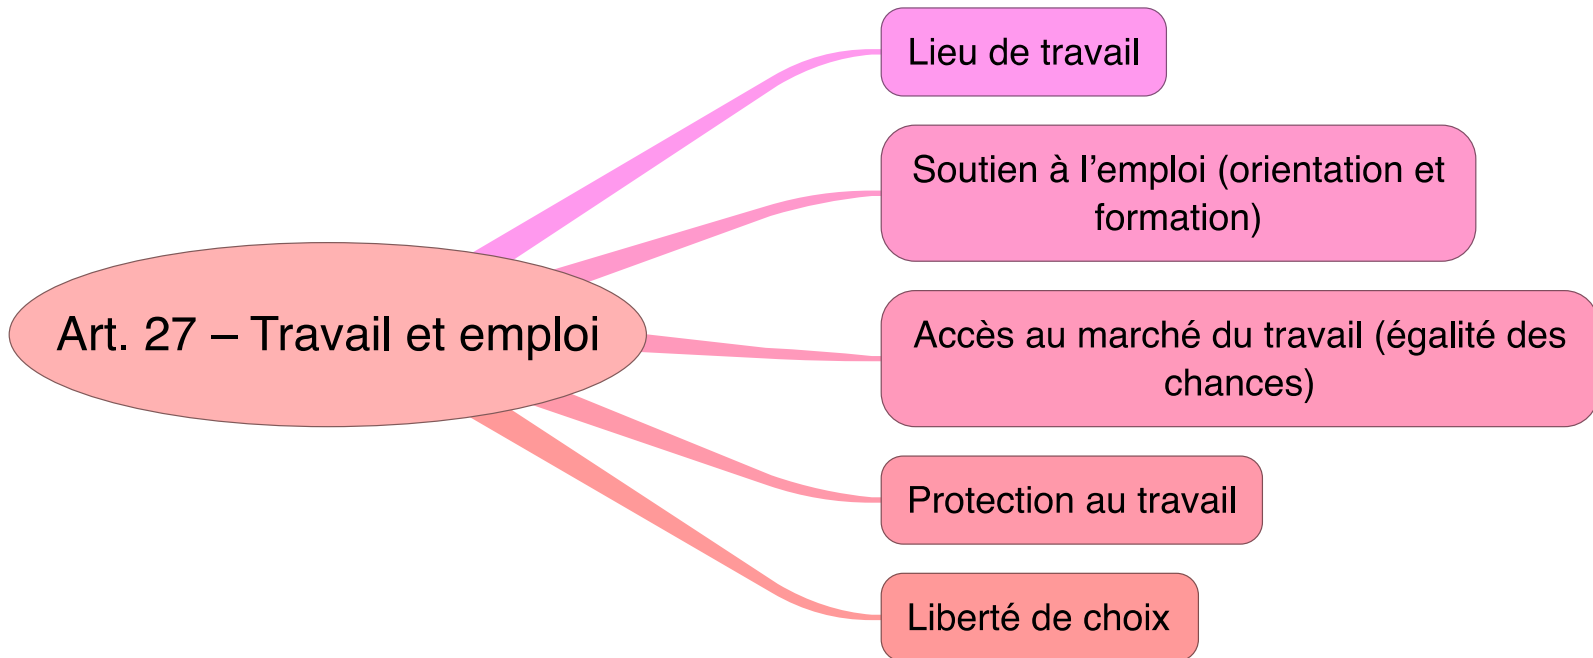 Lieu de travail
Soutien à l’emploi (orientation et
formation)
Art. 27 – Travail et emploi
Accès au marché du travail (égalité des
chances)
Protection au travail
Liberté de choix